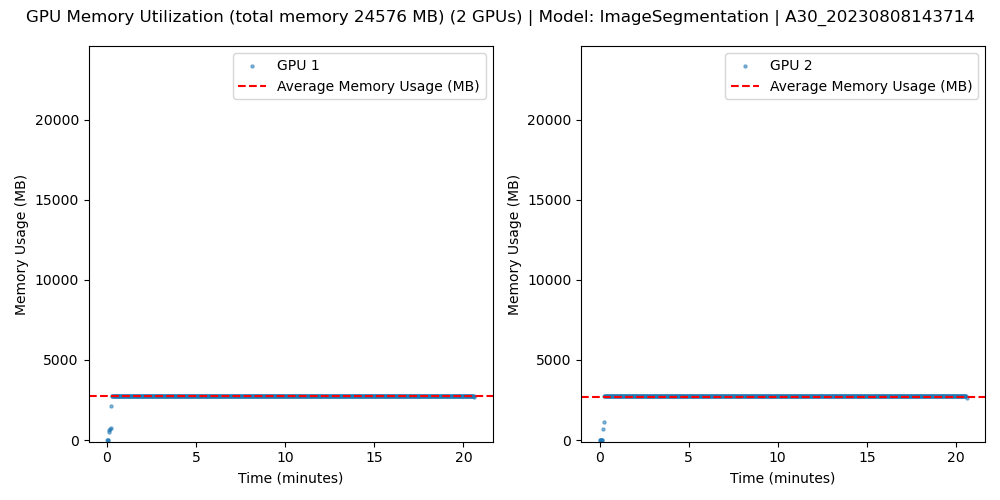 GPU Memory Utilization (total memory 24576 MB) (2 GPUs) | Model: ImageSegmentation | A30_20230808143714
GPU 1
Average Memory Usage (MB)
20000
15000
10000
5000
0
Memory Usage (MB)
0 5 10 15 20
Time (minutes)
GPU 2
Average Memory Usage (MB)
20000
15000
10000
5000
0
Memory Usage (MB)
0 5 10 15 20
Time (minutes)